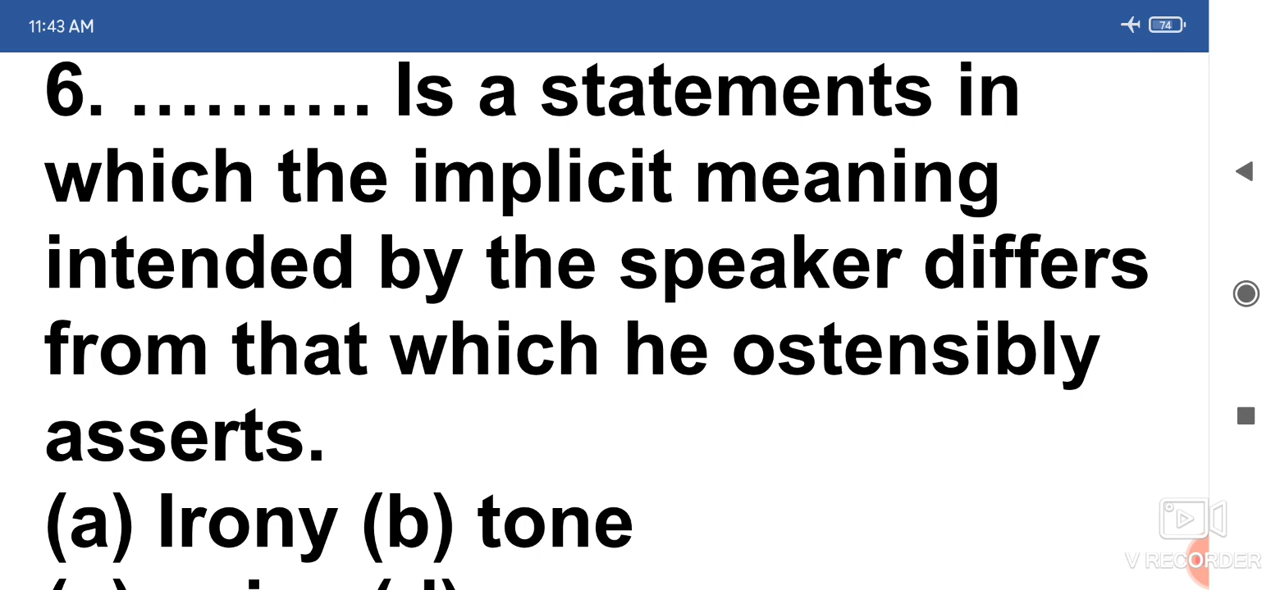 11:43 AM
74
6. .......... Is a statements in
which the implicit meaning
intended by the speaker differs
from that which he ostensibly
asserts.
(a) Irony (b) tone
V RECORDER